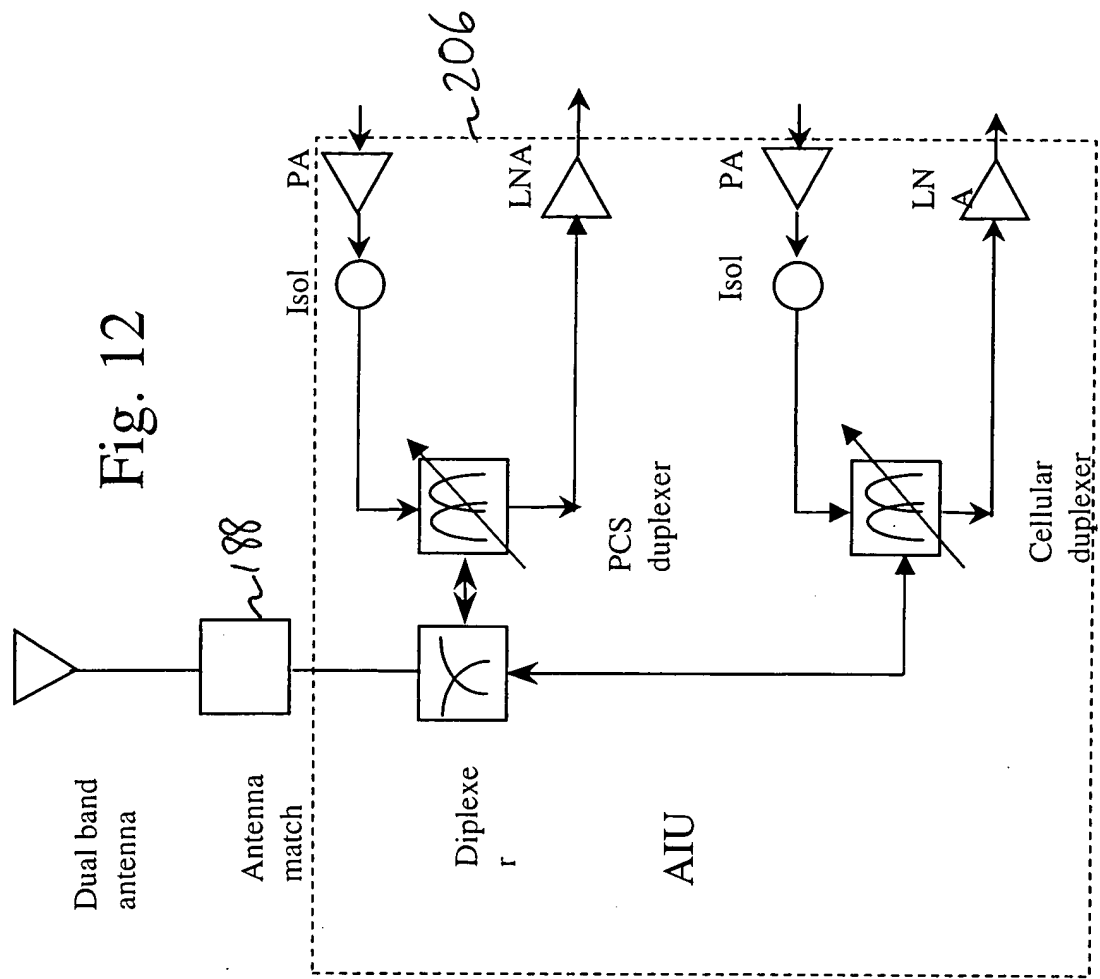 Fig. 12
Dual band
antenna
Antenna
match
~188
Diplexe
r
AIU
PCS
duplexer
Isol
PA
LNA
~206
Cellular
duplexer
Isol
PA
LN
A